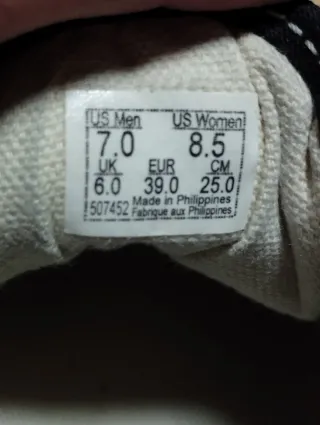 US Men US Women
7.0 8.5
UK EUR CM
6.0 39.0 25.0
507452 Made in Philippines
Fabrique aux Philippines